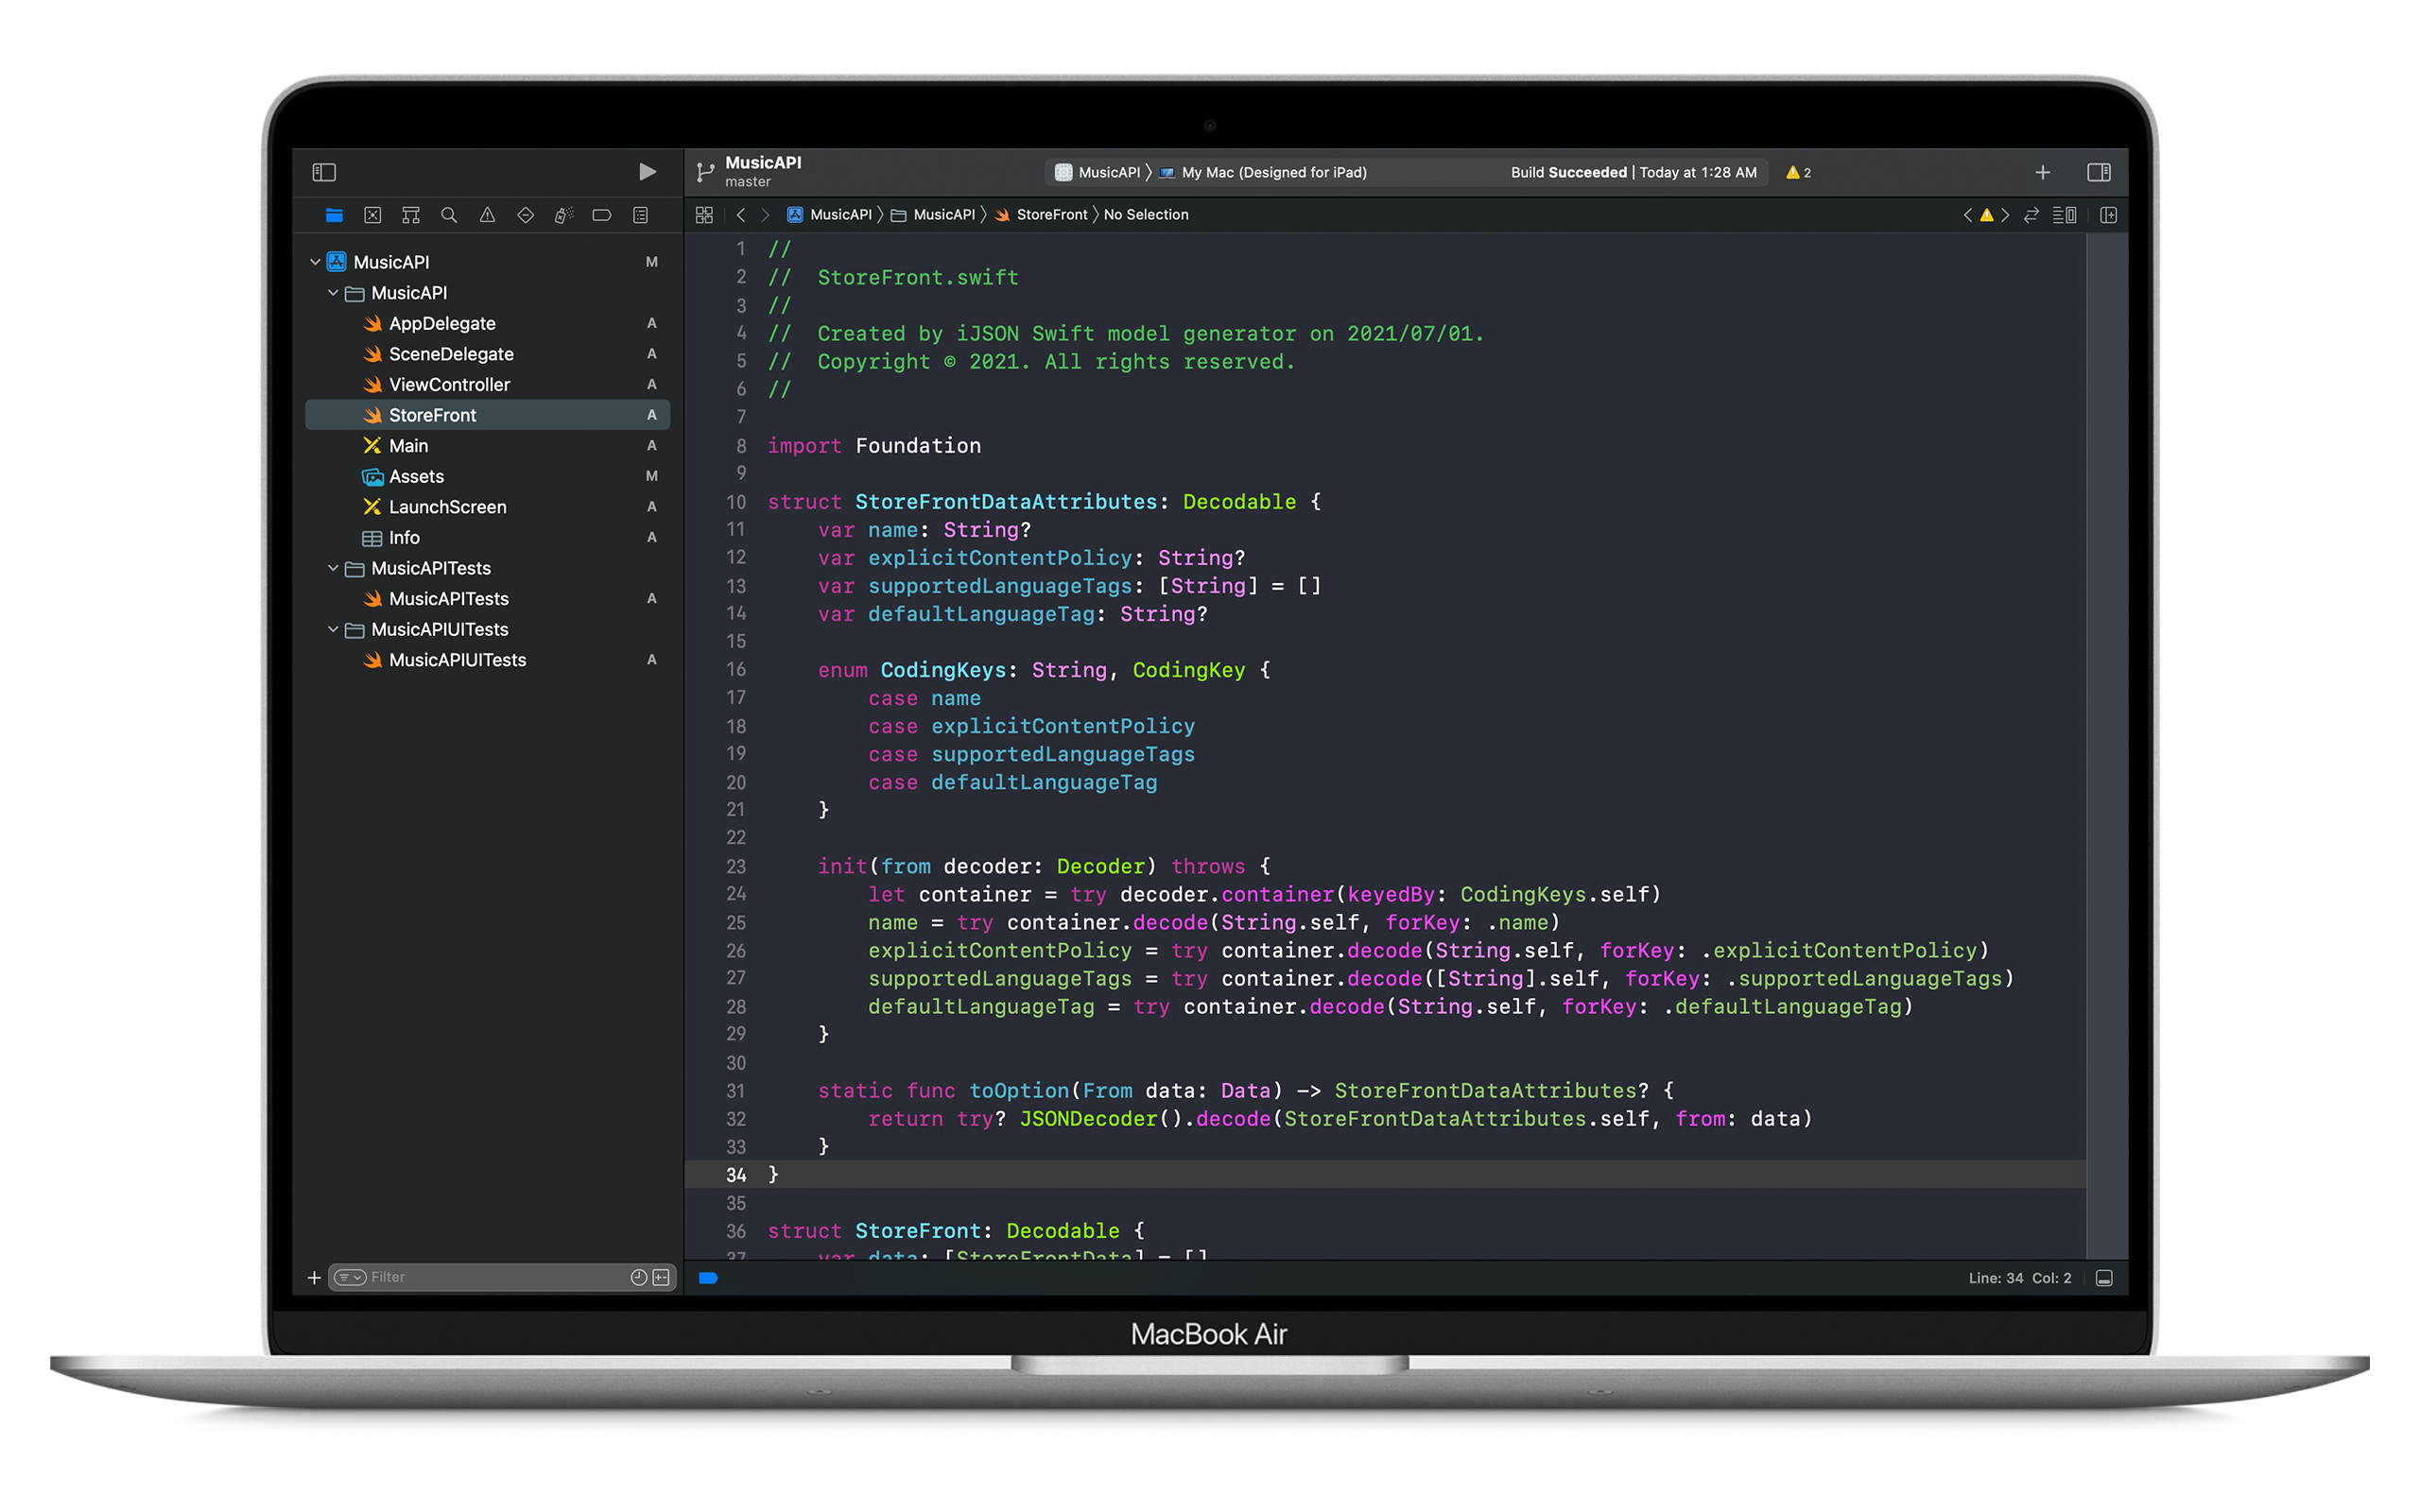 MusicAPI
master
MusicAPI 〉 My Mac (Designed for iPad)
Build Succeeded | Today at 1:28 AM
2
MusicAPI 〉 MusicAPI 〉 StoreFront 〉 No Selection
MusicAPI M
MusicAPI
AppDelegate A
SceneDelegate A
ViewController A
StoreFront A
Main A
Assets M
LaunchScreen A
Info A
MusicAPITests
MusicAPITests A
MusicAPIUITests
MusicAPIUITests A
Filter
1 //
2 //  StoreFront.swift
3 //
4 //  Created by iJSON Swift model generator on 2021/07/01.
5 //  Copyright © 2021. All rights reserved.
6 //
7
8 import Foundation
9
10 struct StoreFrontDataAttributes: Decodable {
11     var name: String?
12     var explicitContentPolicy: String?
13     var supportedLanguageTags: [String] = []
14     var defaultLanguageTag: String?
15
16     enum CodingKeys: String, CodingKey {
17         case name
18         case explicitContentPolicy
19         case supportedLanguageTags
20         case defaultLanguageTag
21     }
22
23     init(from decoder: Decoder) throws {
24         let container = try decoder.container(keyedBy: CodingKeys.self)
25         name = try container.decode(String.self, forKey: .name)
26         explicitContentPolicy = try container.decode(String.self, forKey: .explicitContentPolicy)
27         supportedLanguageTags = try container.decode([String].self, forKey: .supportedLanguageTags)
28         defaultLanguageTag = try container.decode(String.self, forKey: .defaultLanguageTag)
29     }
30
31     static func toOption(From data: Data) -> StoreFrontDataAttributes? {
32         return try? JSONDecoder().decode(StoreFrontDataAttributes.self, from: data)
33     }
34 }
35
36 struct StoreFront: Decodable {
37     var data: [StoreFrontData] = []
Line: 34 Col: 2
MacBook Air